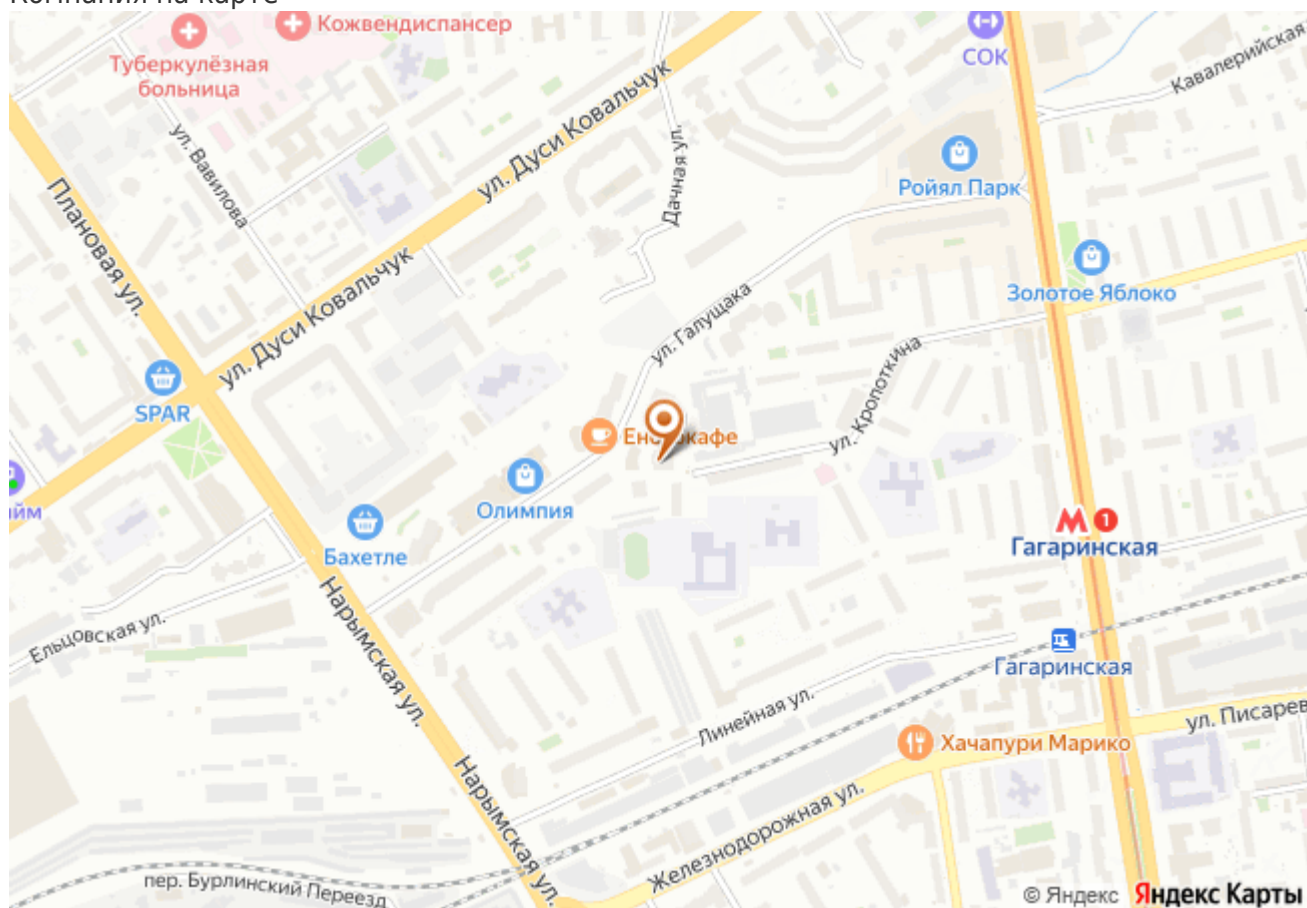 Компания на карте
Кожвендиспансер
Туберкулёзная
больница
СОК
Кавалерийская
ул. Вавилова
ул. Дуси Ковальчук
Дачная ул.
Ройял Парк
Плановая ул.
Золотое Яблоко
ул. Дуси Ковальчук
ул. Галущака
SPAR
ул. Кропоткина
Олимпия
Бахетле
М 1
Гагаринская
Ельцовская ул.
Нарымская ул.
Гагаринская
Линейная ул.
ул. Писарев
Хачапури Марико
Нарымская ул.
Железнодорожная ул.
пер. Бурлинский Переезд
© Яндекс Яндекс Карты